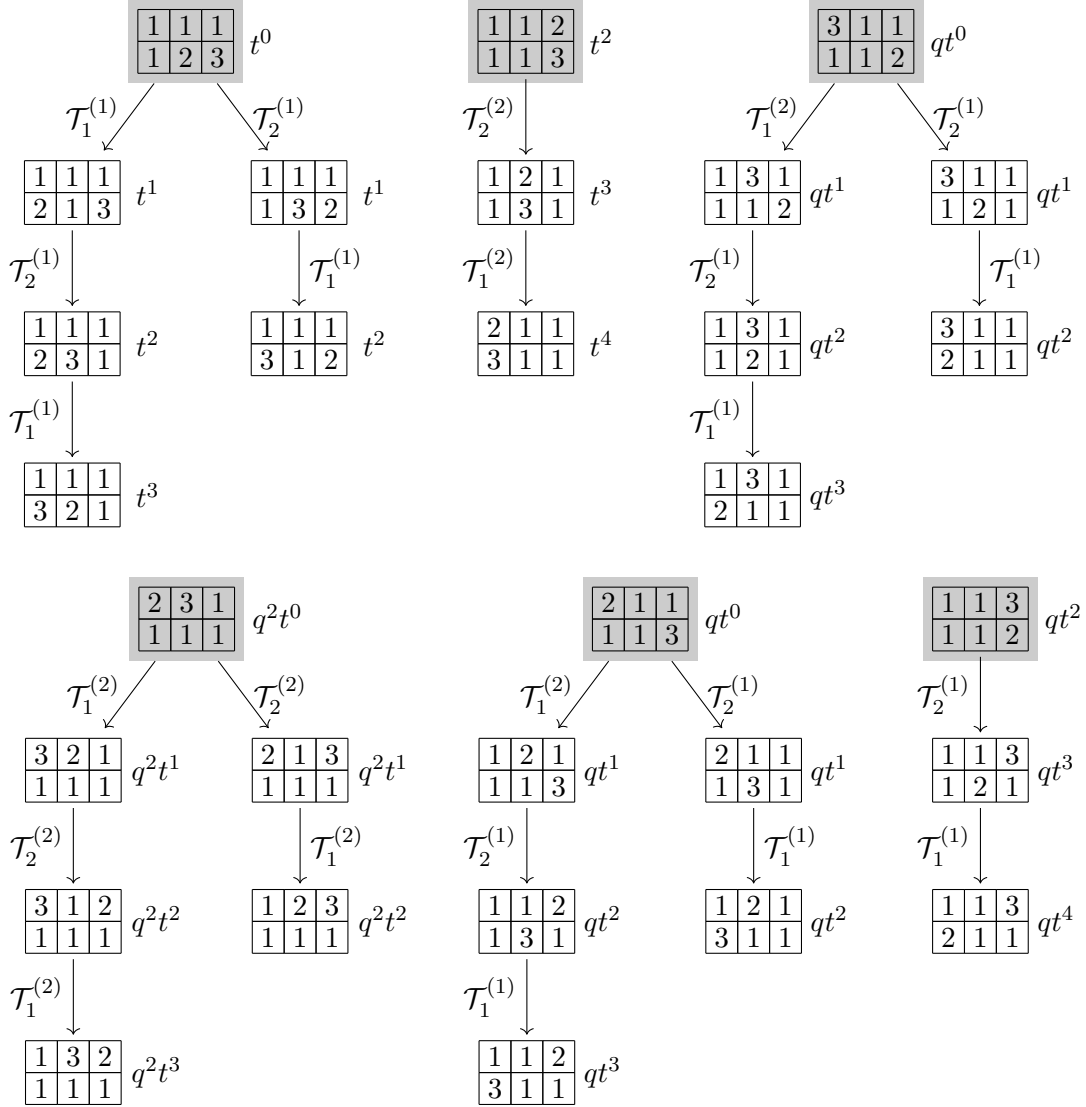 1 1 1 1 1 2 3 1 1
1 2 3 t^0 1 1 3 t^2 1 1 2 qt^0
𝒯_1^(1) 𝒯_2^(1) 𝒯_2^(2) 𝒯_1^(2) 𝒯_2^(1)
1 1 1 1 1 1 1 2 1 1 3 1 3 1 1
2 1 3 t^1 1 3 2 t^1 1 3 1 t^3 1 1 2 qt^1 1 2 1 qt^1
𝒯_2^(1) 𝒯_1^(1) 𝒯_1^(2) 𝒯_2^(1) 𝒯_1^(1)
1 1 1 1 1 1 2 1 1 1 3 1 3 1 1
2 3 1 t^2 3 1 2 t^2 3 1 1 t^4 1 2 1 qt^2 2 1 1 qt^2
𝒯_1^(1) 𝒯_1^(1)
1 1 1 1 3 1
3 2 1 t^3 2 1 1 qt^3
2 3 1 2 1 1 1 1 3
1 1 1 q^2t^0 1 1 3 qt^0 1 1 2 qt^2
𝒯_1^(2) 𝒯_2^(2) 𝒯_1^(2) 𝒯_2^(1) 𝒯_2^(1)
3 2 1 2 1 3 1 2 1 2 1 1 1 1 3
1 1 1 q^2t^1 1 1 1 q^2t^1 1 1 3 qt^1 1 3 1 qt^1 1 2 1 qt^3
𝒯_2^(2) 𝒯_1^(2) 𝒯_2^(1) 𝒯_1^(1) 𝒯_1^(1)
3 1 2 1 2 3 1 1 2 1 2 1 1 1 3
1 1 1 q^2t^2 1 1 1 q^2t^2 1 3 1 qt^2 3 1 1 qt^2 2 1 1 qt^4
𝒯_1^(2) 𝒯_1^(1)
1 3 2 1 1 2
1 1 1 q^2t^3 3 1 1 qt^3